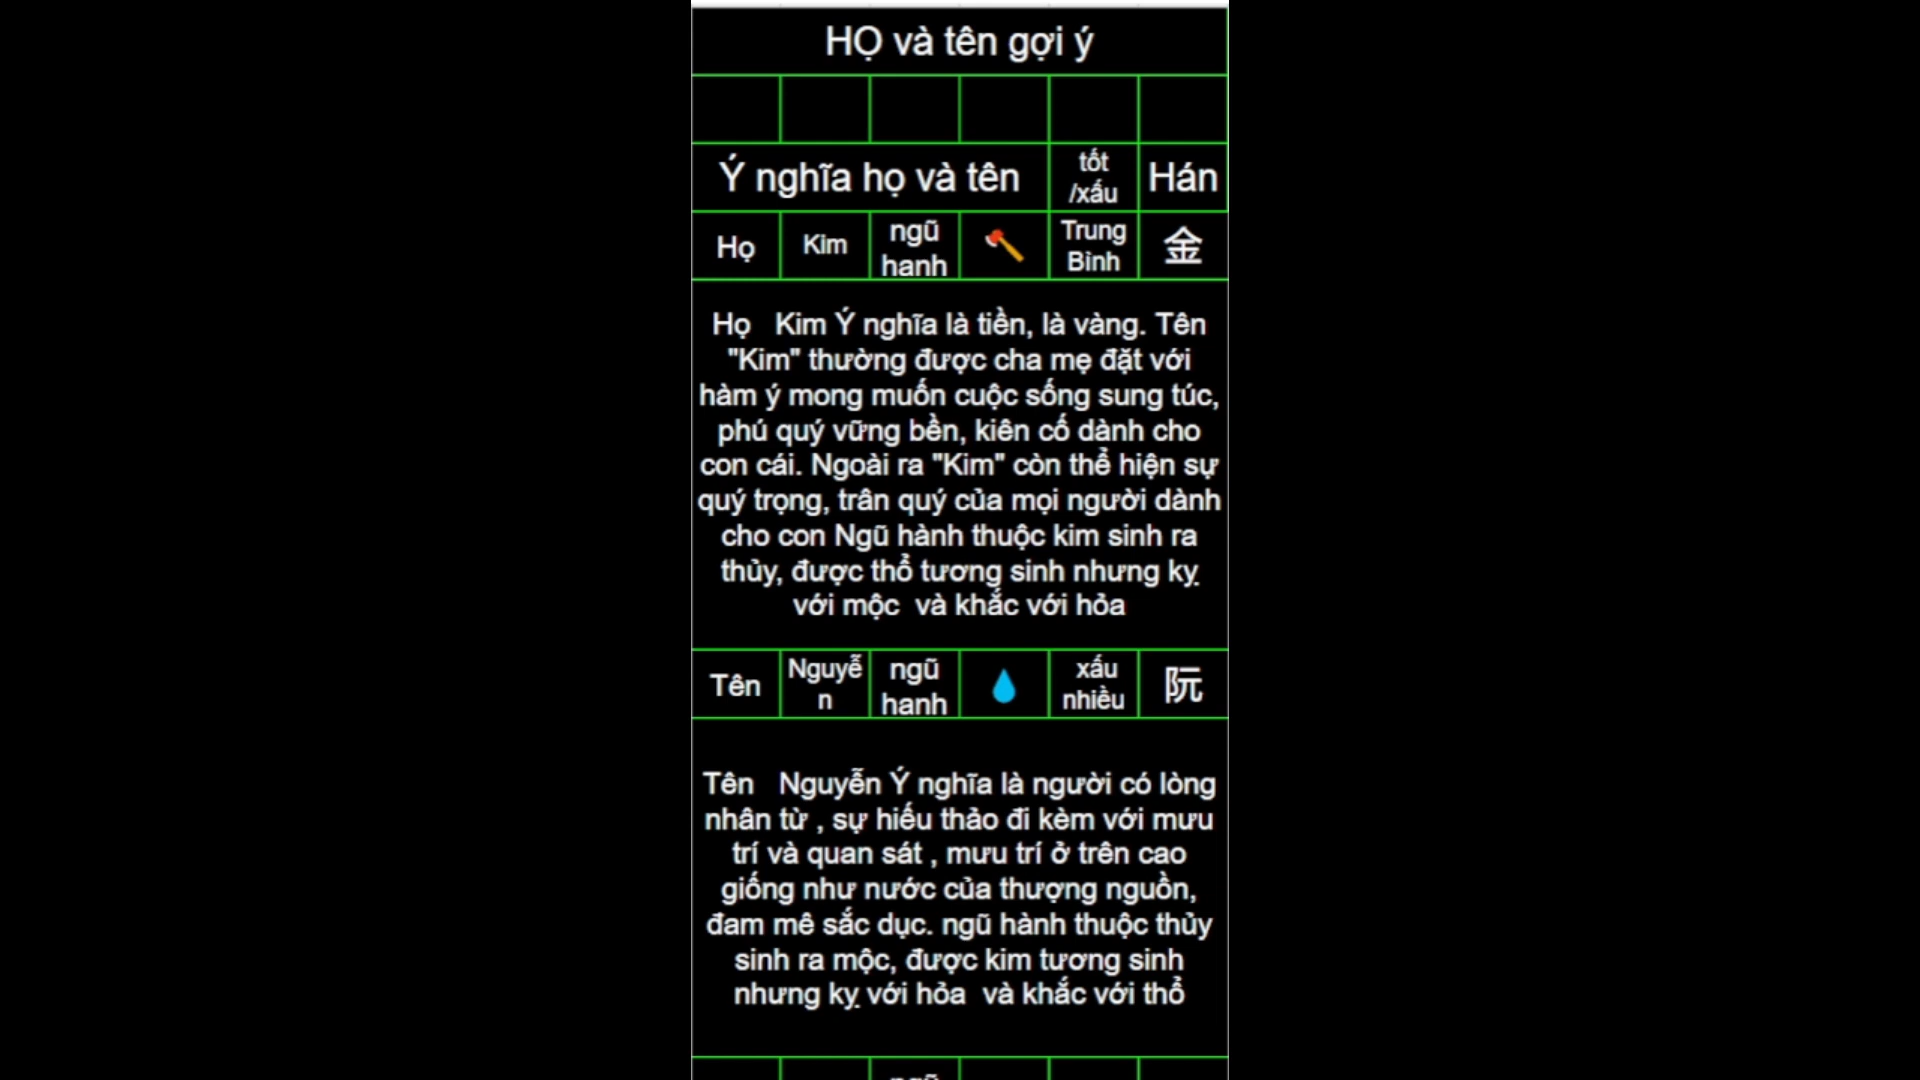 HỌ và tên gợi ý
Ý nghĩa họ và tên
tốt
/xấu
Hán
Họ
Kim
ngũ
hanh
Trung
Bình
金
Họ Kim Ý nghĩa là tiền, là vàng. Tên
"Kim" thường được cha mẹ đặt với
hàm ý mong muốn cuộc sống sung túc,
phú quý vững bền, kiên cố dành cho
con cái. Ngoài ra "Kim" còn thể hiện sự
quý trọng, trân quý của mọi người dành
cho con Ngũ hành thuộc kim sinh ra
thủy, được thổ tương sinh nhưng kỵ
với mộc và khắc với hỏa
Tên
Nguyễ
n
ngũ
hanh
xấu
nhiều
阮
Tên Nguyễn Ý nghĩa là người có lòng
nhân từ , sự hiếu thảo đi kèm với mưu
trí và quan sát , mưu trí ở trên cao
giống như nước của thượng nguồn,
đam mê sắc dục. ngũ hành thuộc thủy
sinh ra mộc, được kim tương sinh
nhưng kỵ với hỏa và khắc với thổ